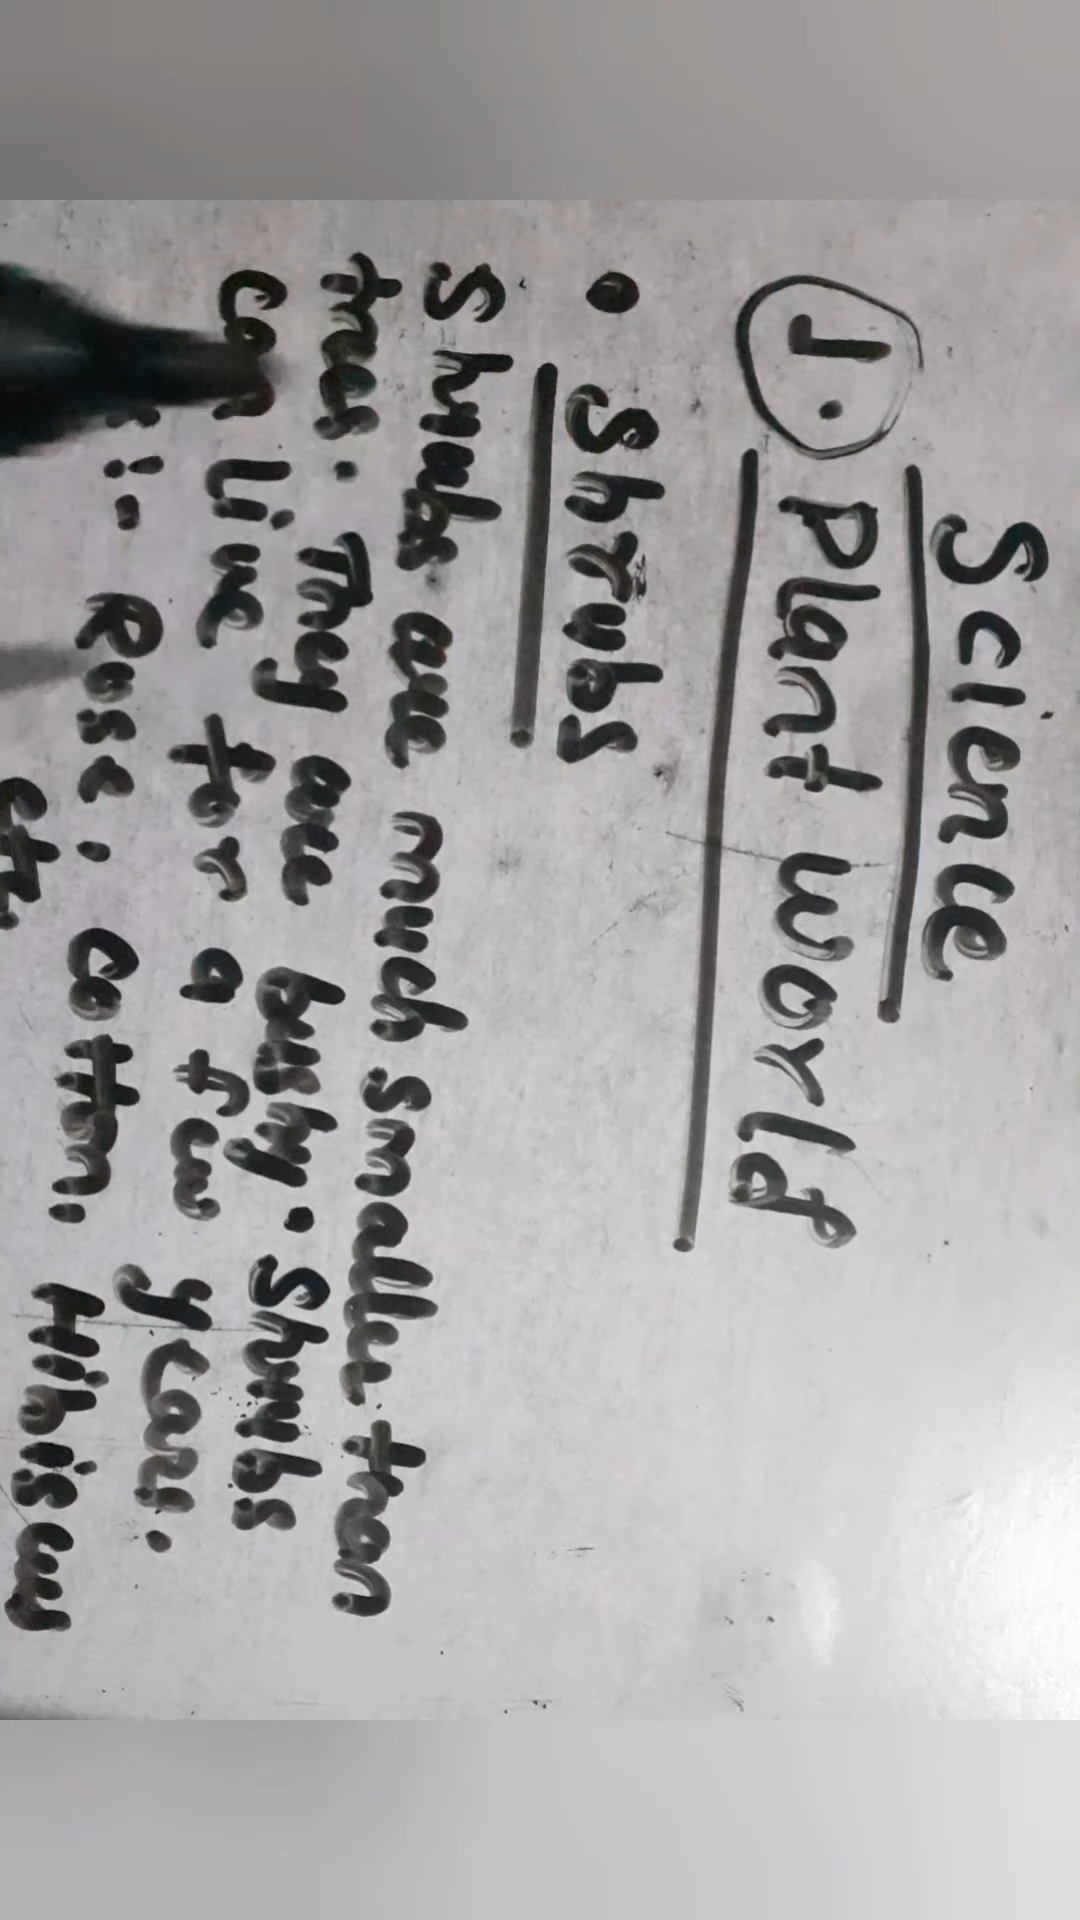 Science
1. Plant world
• Shrubs
Shrubs are much smaller than
trees. They are bushy. Shrubs
can live for a few years.
:- Rose, Cotton, Hibiscus
etc.